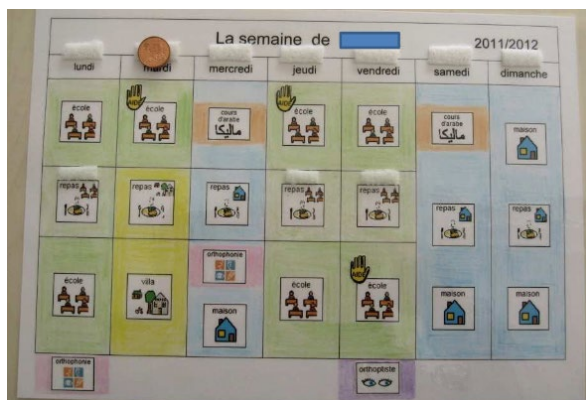 La semaine de
2011/2012
lundi
mardi
mercredi
jeudi
vendredi
samedi
dimanche
école
école
cours
d'arabe
ماليكا
école
école
cours
d'arabe
ماليكا
maison
repas
repas
repas
repas
repas
repas
repas
école
villa
orthophonie
maison
école
école
maison
maison
orthophonie
orthoptiste